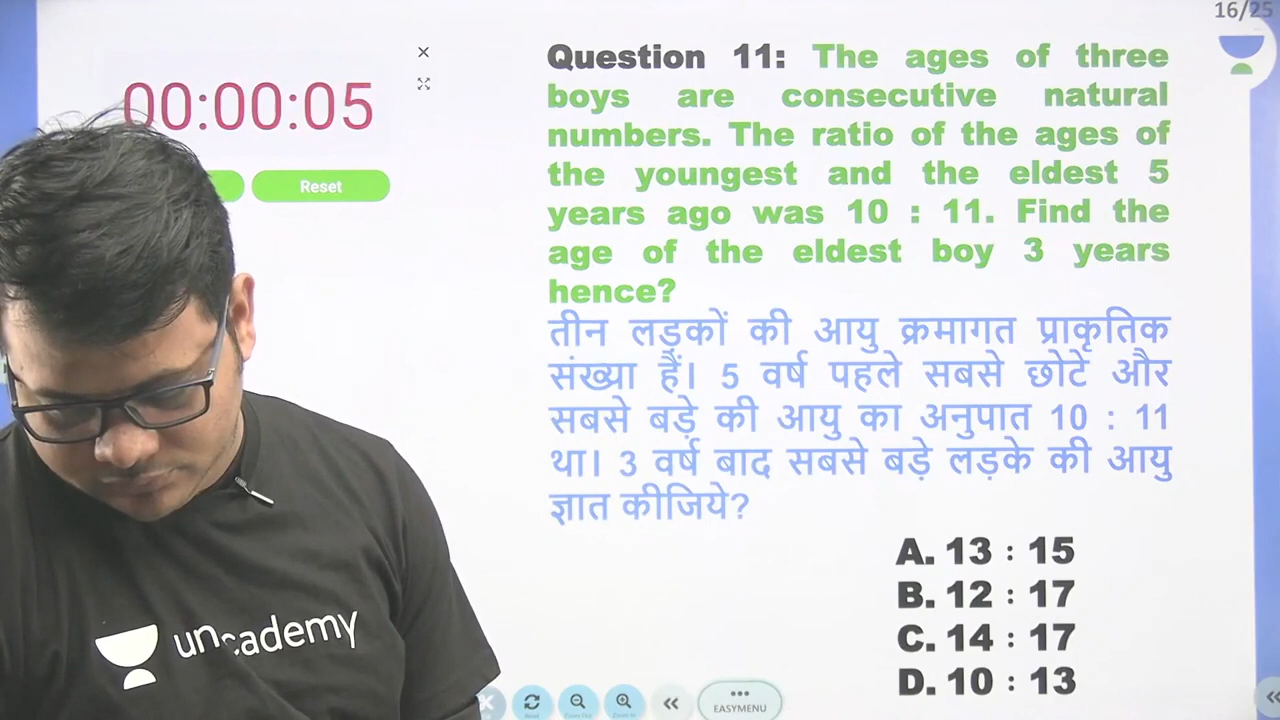 16/25
00:00:05
Reset
Question 11: The ages of three
boys are consecutive natural
numbers. The ratio of the ages of
the youngest and the eldest 5
years ago was 10 : 11. Find the
age of the eldest boy 3 years
hence?
तीन लड़कों की आयु क्रमागत प्राकृतिक
संख्या हैं। 5 वर्ष पहले सबसे छोटे और
सबसे बड़े की आयु का अनुपात 10 : 11
था। 3 वर्ष बाद सबसे बड़े लड़के की आयु
ज्ञात कीजिये?
A. 13 : 15
B. 12 : 17
C. 14 : 17
D. 10 : 13
unacademy
EASYMENU